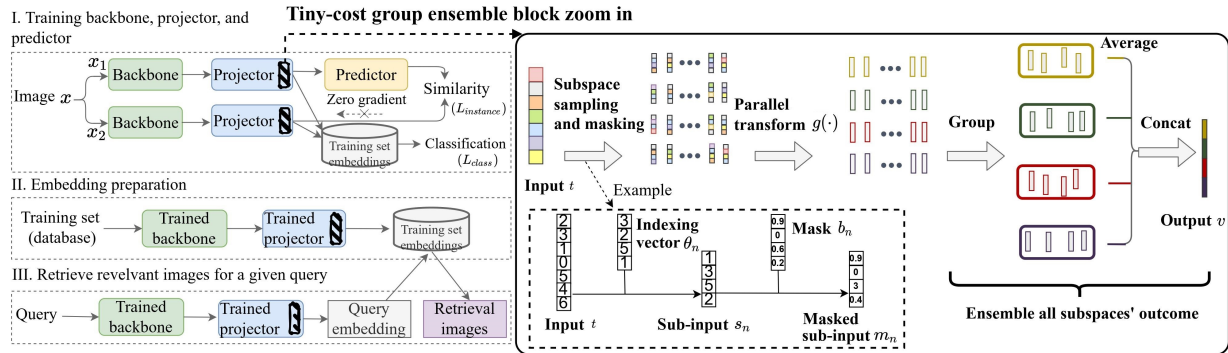 I. Training backbone, projector, and
predictor
Tiny-cost group ensemble block zoom in
Image x
x1
Backbone
Projector
Predictor
x2
Backbone
Projector
Zero gradient
Similarity
(Linstance)
Training set
embeddings
Classification
(Lclass)
II. Embedding preparation
Training set
(database)
Trained
backbone
Trained
projector
Training set
embeddings
III. Retrieve revelvant images for a given query
Query
Trained
backbone
Trained
projector
Query
embedding
Retrieval
images
Subspace
sampling
and masking
Input t
Parallel
transform g(·)
Group
Average
Concat
Output v
Ensemble all subspaces' outcome
Example
2
3
1
0
5
4
6
Input t
3
2
5
1
Indexing
vector θn
1
3
5
2
Sub-input sn
0.9
0
0.6
0.2
Mask bn
0.9
0
3
0.4
Masked
sub-input mn